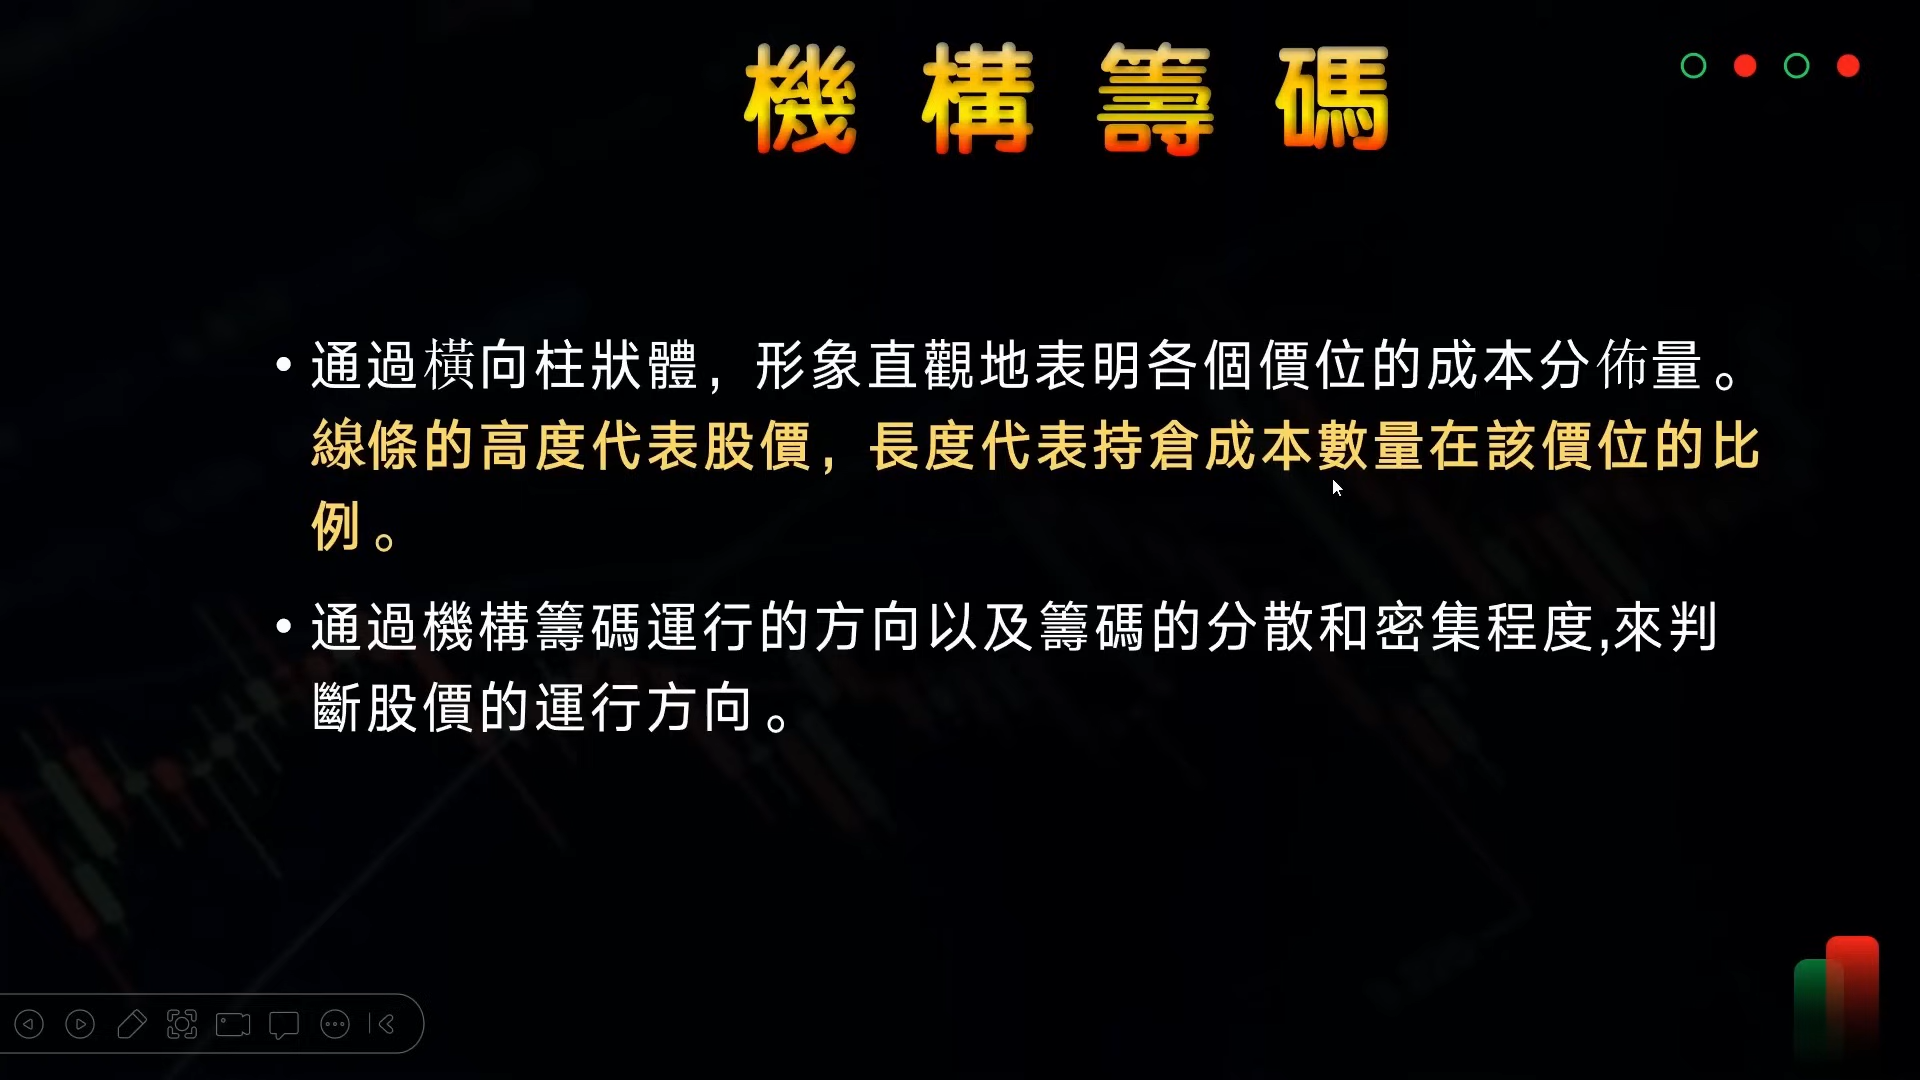 機構籌碼
• 通過橫向柱狀體，形象直觀地表明各個價位的成本分佈量。
線條的高度代表股價，長度代表持倉成本數量在該價位的比
例。
• 通過機構籌碼運行的方向以及籌碼的分散和密集程度,來判
斷股價的運行方向。